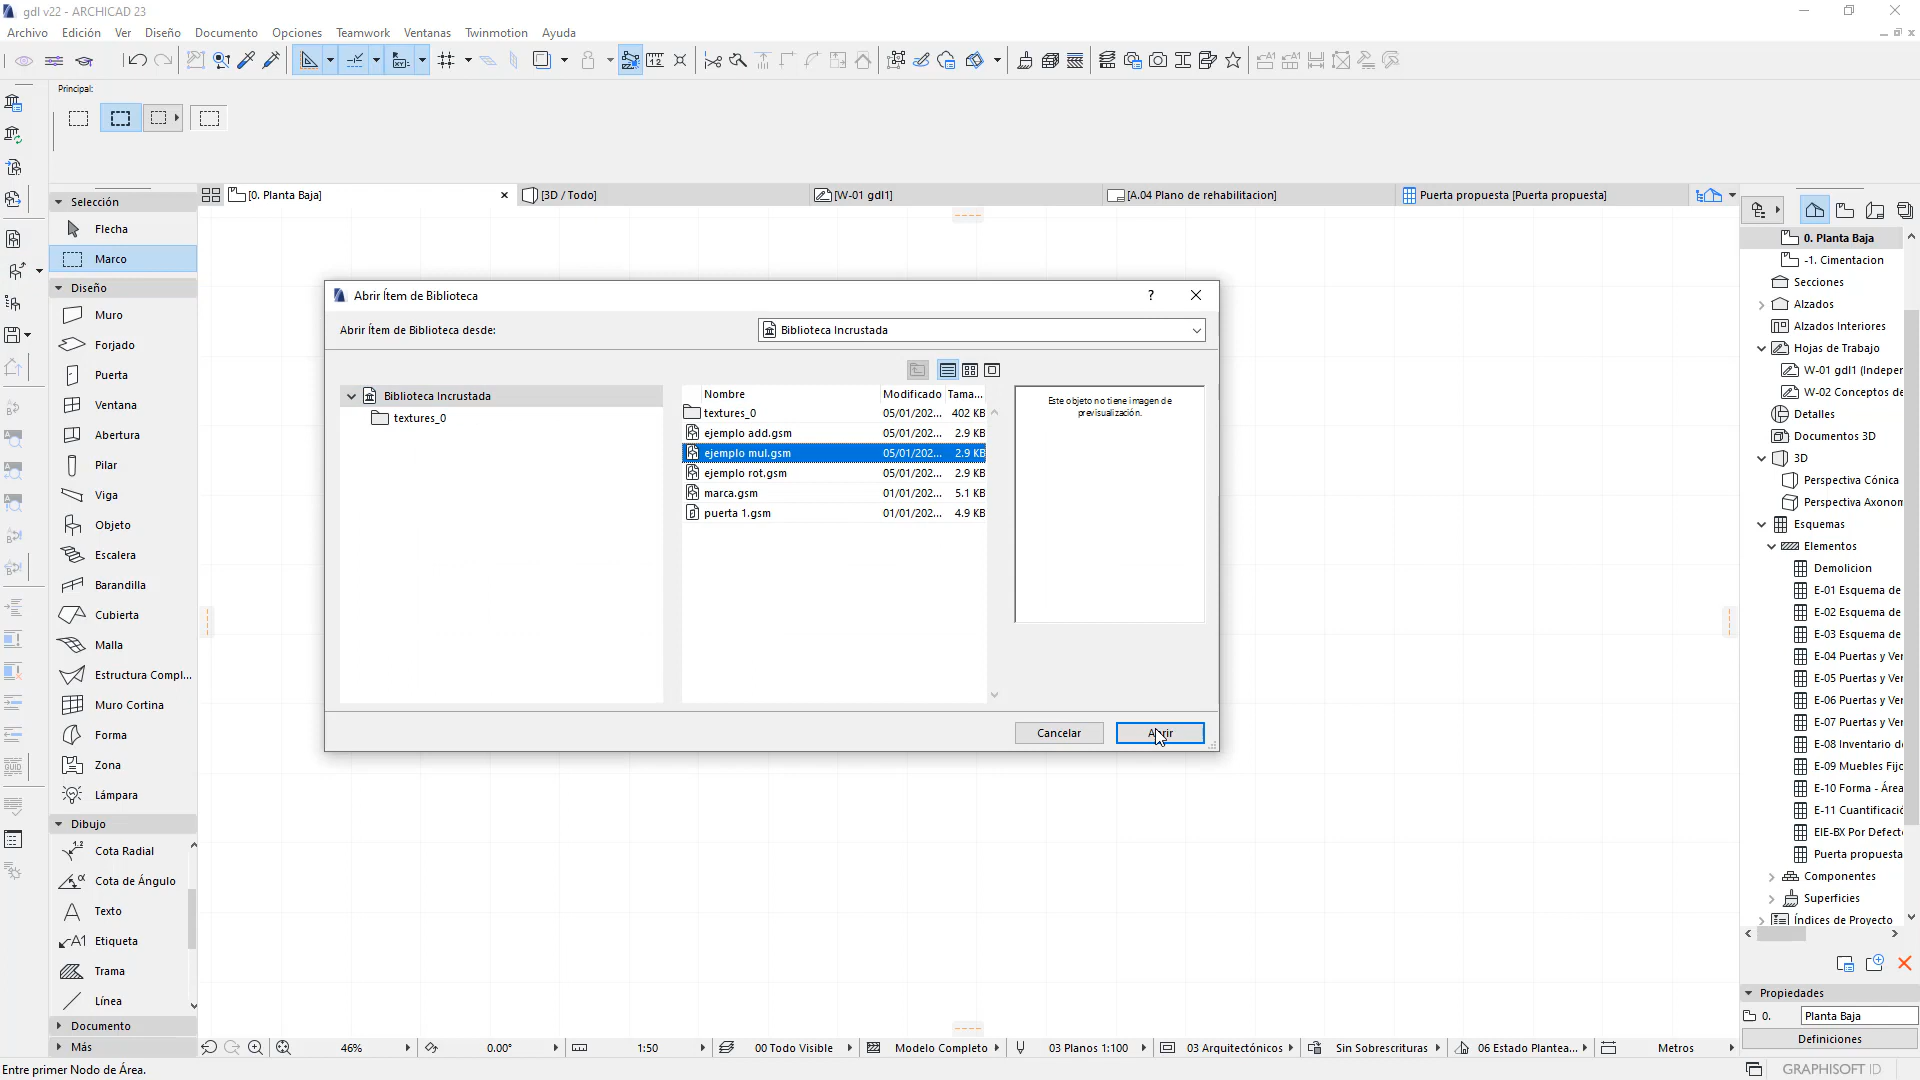 gdl v22 - ARCHICAD 23
Archivo Edición Ver Diseño Documento Opciones Teamwork Ventanas Twinmotion Ayuda
Principal:
[0. Planta Baja]
[3D / Todo]
[W-01 gdl1]
[A.04 Plano de rehabilitacion]
Puerta propuesta [Puerta propuesta]
Selección
Flecha
Marco
Diseño
Muro
Forjado
Puerta
Ventana
Abertura
Pilar
Viga
Objeto
Escalera
Barandilla
Cubierta
Malla
Estructura Compl...
Muro Cortina
Forma
Zona
Lámpara
Dibujo
Cota Radial
Cota de Ángulo
Texto
Etiqueta
Trama
Línea
Documento
Más
Abrir Ítem de Biblioteca
Abrir Ítem de Biblioteca desde:
Biblioteca Incrustada
Biblioteca Incrustada
textures_0
Nombre Modificado Tama...
textures_0 05/01/202... 402 KB
ejemplo add.gsm 05/01/202... 2.9 KB
ejemplo mul.gsm 05/01/202... 2.9 KB
ejemplo rot.gsm 05/01/202... 2.9 KB
marca.gsm 01/01/202... 5.1 KB
puerta 1.gsm 01/01/202... 4.9 KB
Este objeto no tiene imagen de
previsualización.
Cancelar
Abrir
0. Planta Baja
-1. Cimentacion
Secciones
Alzados
Alzados Interiores
Hojas de Trabajo
W-01 gdl1 (Indeper
W-02 Conceptos de
Detalles
Documentos 3D
3D
Perspectiva Cónica
Perspectiva Axonom
Esquemas
Elementos
Demolicion
E-01 Esquema de
E-02 Esquema de
E-03 Esquema de
E-04 Puertas y Ver
E-05 Puertas y Ver
E-06 Puertas y Ver
E-07 Puertas y Ver
E-08 Inventario de
E-09 Muebles Fijo
E-10 Forma - Área
E-11 Cuantificació
EIE-BX Por Defecto
Puerta propuesta
Componentes
Superficies
Índices de Proyecto
Propiedades
0. Planta Baja
Definiciones
46% 0.00° 1:50 00 Todo Visible Modelo Completo 03 Planos 1:100 03 Arquitectónicos Sin Sobrescrituras 06 Estado Plantea... Metros
Entre primer Nodo de Área.
GRAPHISOFT ID